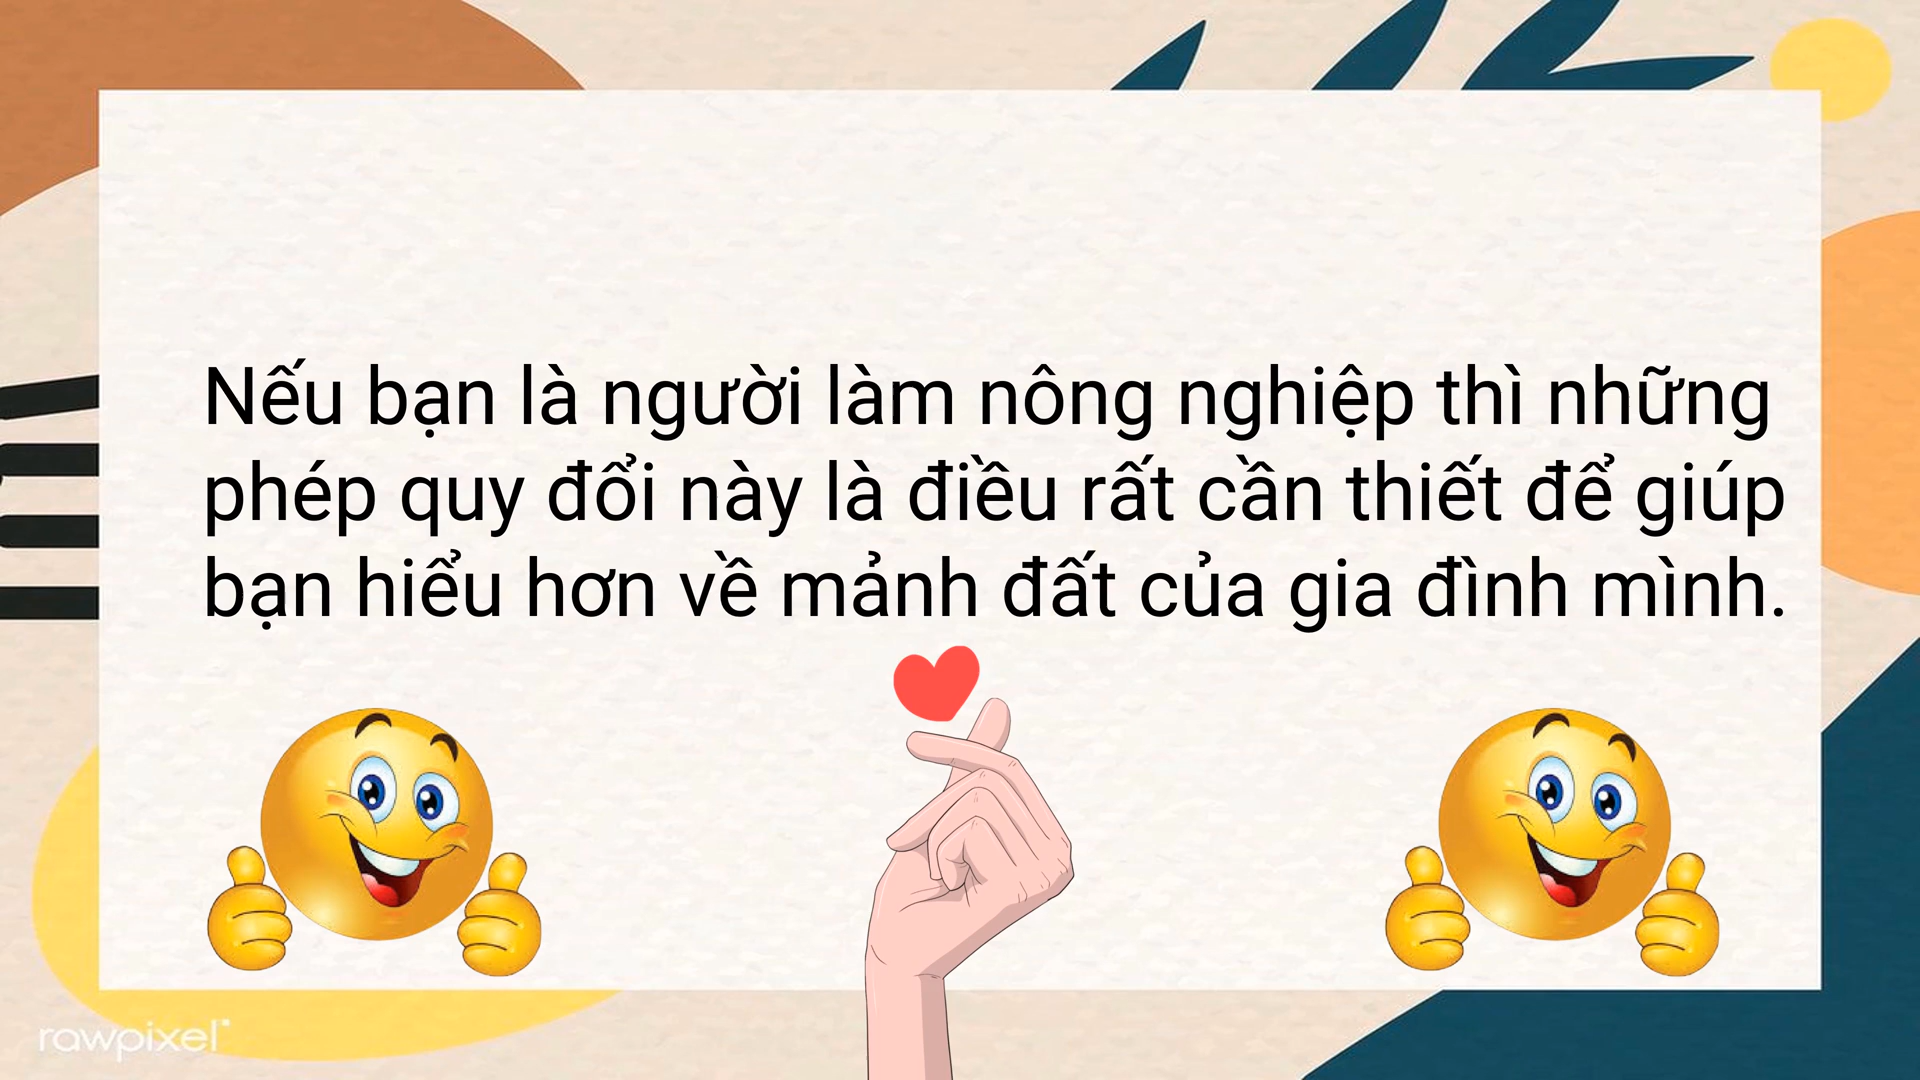 Nếu bạn là người làm nông nghiệp thì những
phép quy đổi này là điều rất cần thiết để giúp
bạn hiểu hơn về mảnh đất của gia đình mình.
rawpixel